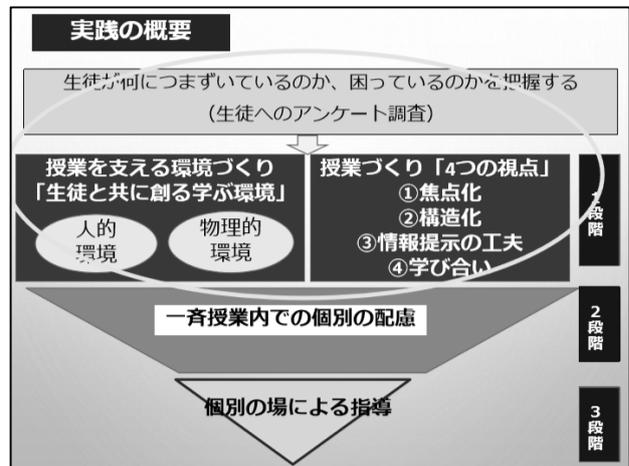 実践の概要
生徒が何につまずいているのか、困っているのかを把握する
(生徒へのアンケート調査)
授業を支える環境づくり
「生徒と共に創る学ぶ環境」
人的
環境
物理的
環境
授業づくり「4つの視点」
①焦点化
②構造化
③情報提示の工夫
④学び合い
1段階
一斉授業内での個別の配慮
2段階
個別の場による指導
3段階